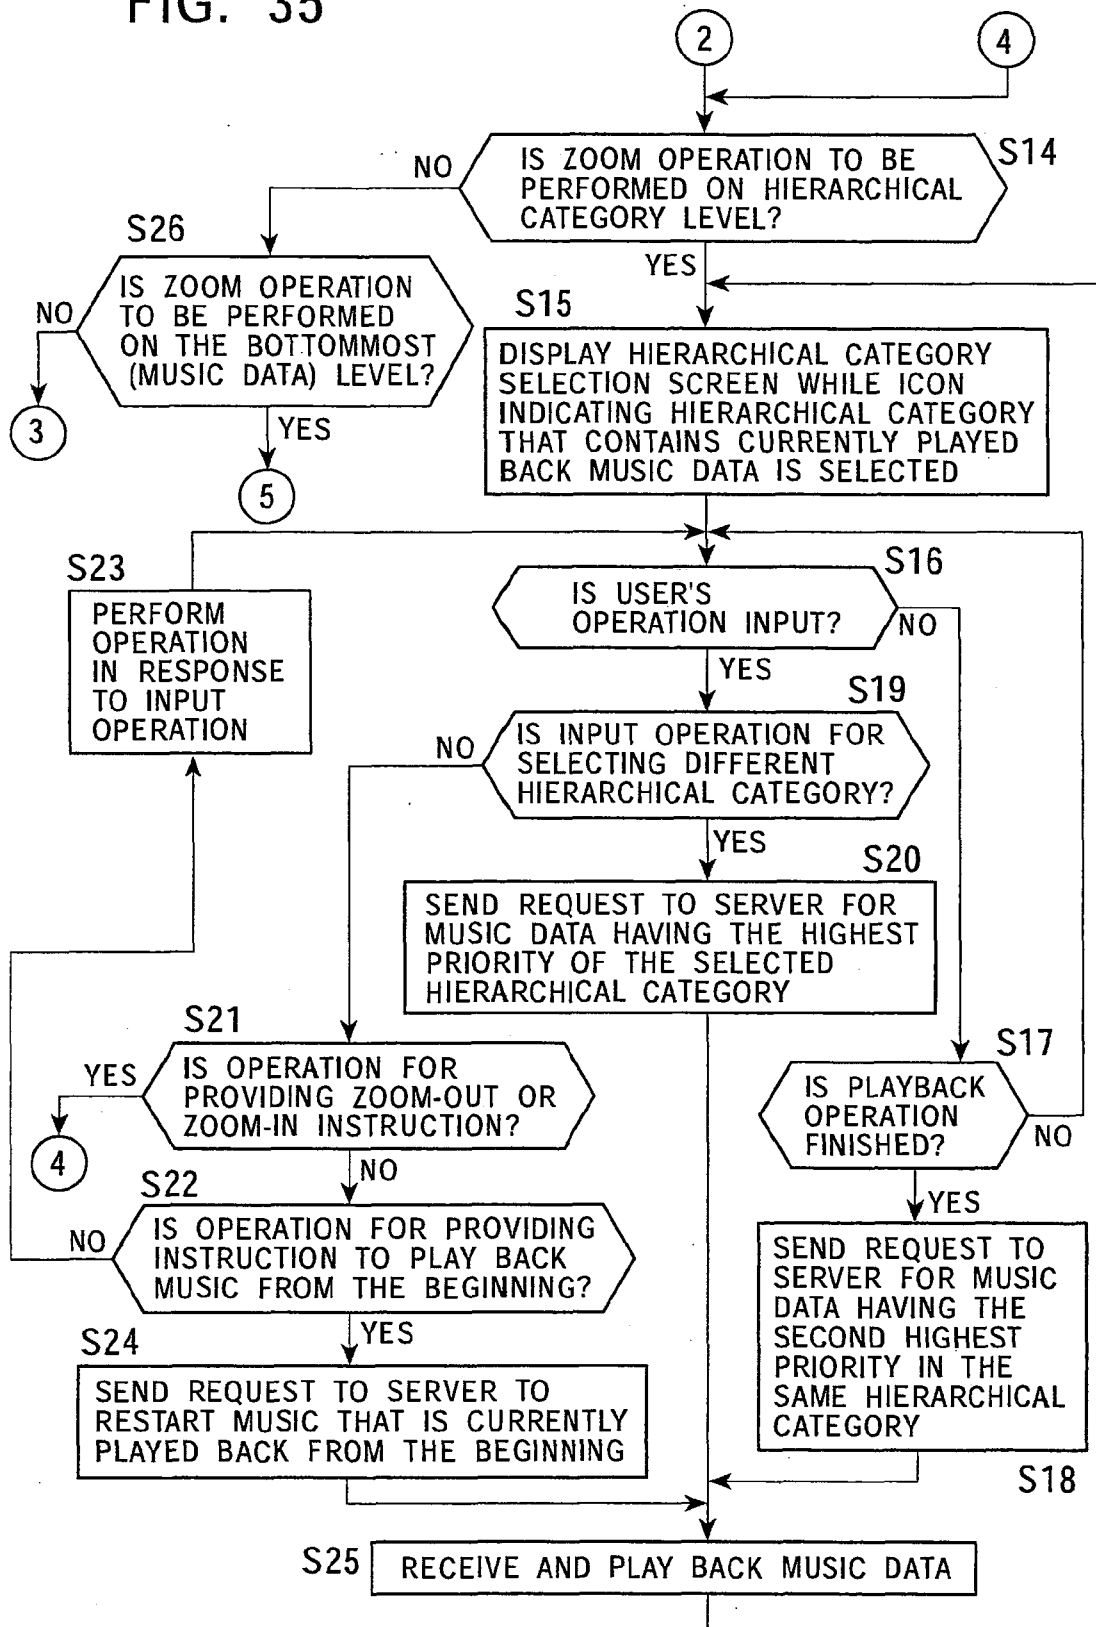 FIG. 35
2
4
S14
NO
IS ZOOM OPERATION TO BE
PERFORMED ON HIERARCHICAL
CATEGORY LEVEL?
YES
S26
NO
IS ZOOM OPERATION
TO BE PERFORMED
ON THE BOTTOMMOST
(MUSIC DATA) LEVEL?
YES
3
5
S15
DISPLAY HIERARCHICAL CATEGORY
SELECTION SCREEN WHILE ICON
INDICATING HIERARCHICAL CATEGORY
THAT CONTAINS CURRENTLY PLAYED
BACK MUSIC DATA IS SELECTED
S23
PERFORM
OPERATION
IN RESPONSE
TO INPUT
OPERATION
S16
IS USER'S
OPERATION INPUT?
NO
YES
S19
NO
IS INPUT OPERATION FOR
SELECTING DIFFERENT
HIERARCHICAL CATEGORY?
YES
S20
SEND REQUEST TO SERVER FOR
MUSIC DATA HAVING THE HIGHEST
PRIORITY OF THE SELECTED
HIERARCHICAL CATEGORY
S21
YES
IS OPERATION FOR
PROVIDING ZOOM-OUT OR
ZOOM-IN INSTRUCTION?
4
NO
S17
IS PLAYBACK
OPERATION
FINISHED?
NO
YES
S22
NO
IS OPERATION FOR PROVIDING
INSTRUCTION TO PLAY BACK
MUSIC FROM THE BEGINNING?
YES
SEND REQUEST TO
SERVER FOR MUSIC
DATA HAVING THE
SECOND HIGHEST
PRIORITY IN THE
SAME HIERARCHICAL
CATEGORY
S18
S24
SEND REQUEST TO SERVER TO
RESTART MUSIC THAT IS CURRENTLY
PLAYED BACK FROM THE BEGINNING
S25
RECEIVE AND PLAY BACK MUSIC DATA